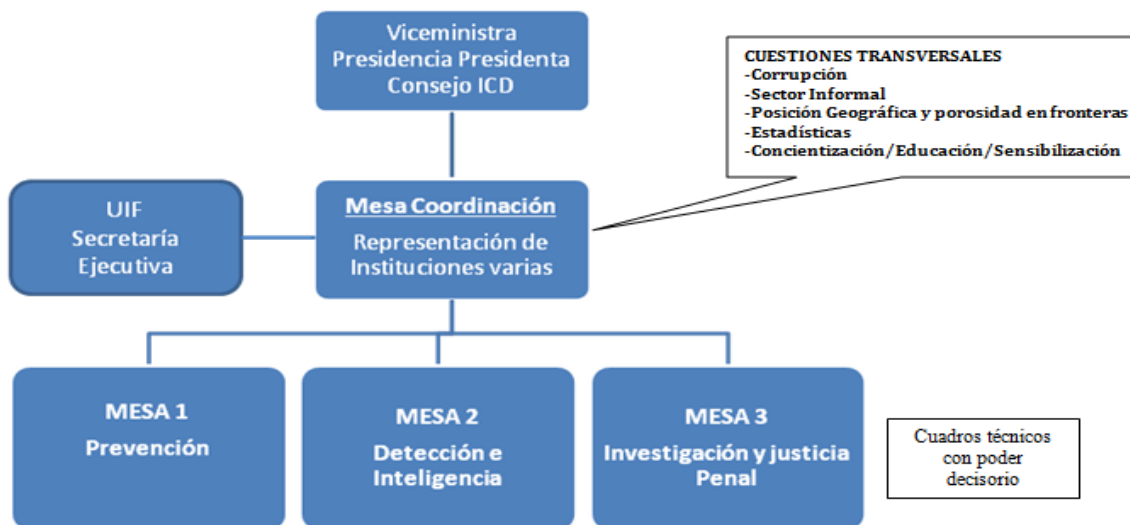 Viceministra
Presidencia Presidenta
Consejo ICD
CUESTIONES TRANSVERSALES
-Corrupción
-Sector Informal
-Posición Geográfica y porosidad en fronteras
-Estadísticas
-Concientización/Educación/Sensibilización
UIF
Secretaría
Ejecutiva
Mesa Coordinación
Representación de
Instituciones varias
MESA 1
Prevención
MESA 2
Detección e
Inteligencia
MESA 3
Investigación y justicia
Penal
Cuadros técnicos
con poder
decisorio